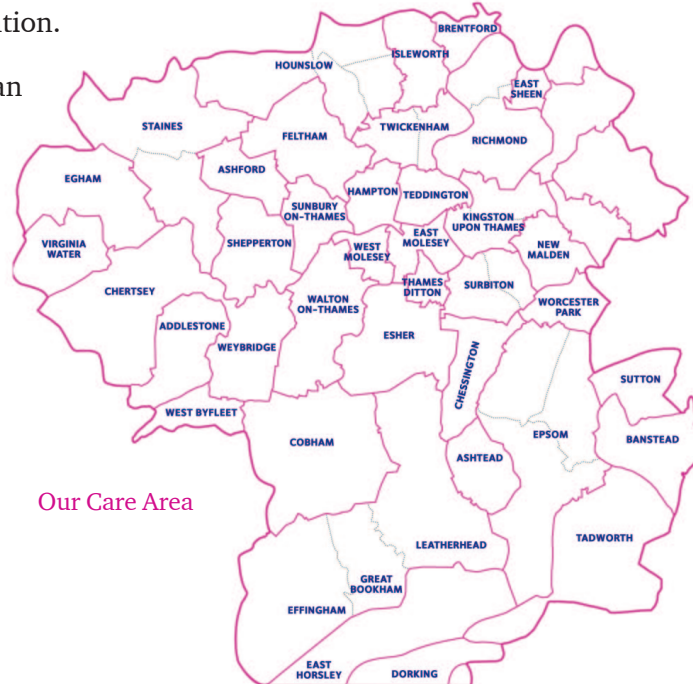 BRENTFORD
HOUNSLOW
ISLEWORTH
EAST
SHEEN
STAINES
FELTHAM
TWICKENHAM
RICHMOND
EGHAM
ASHFORD
HAMPTON
TEDDINGTON
SUNBURY
ON-THAMES
KINGSTON
UPON THAMES
VIRGINIA
WATER
SHEPPERTON
WEST
MOLESEY
EAST
MOLESEY
NEW
MALDEN
CHERTSEY
THAMES
DITTON
SURBITON
WALTON
ON-THAMES
WORCESTER
PARK
ADDLESTONE
WEYBRIDGE
ESHER
CHESSINGTON
SUTTON
WEST BYFLEET
COBHAM
EPSOM
BANSTEAD
ASHTEAD
Our Care Area
LEATHERHEAD
TADWORTH
GREAT
BOOKHAM
EFFINGHAM
EAST
HORSLEY
DORKING